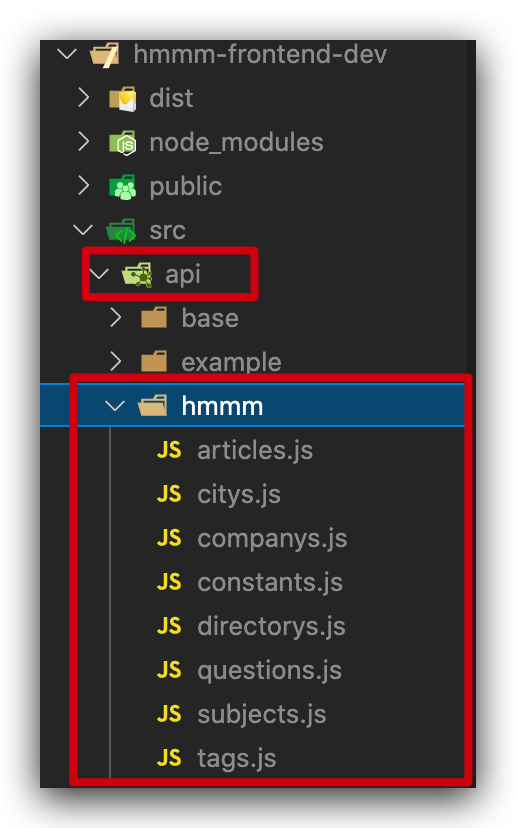 hmmm-frontend-dev
dist
node_modules
public
src
api
base
example
hmmm
JS articles.js
JS citys.js
JS companys.js
JS constants.js
JS directorys.js
JS questions.js
JS subjects.js
JS tags.js